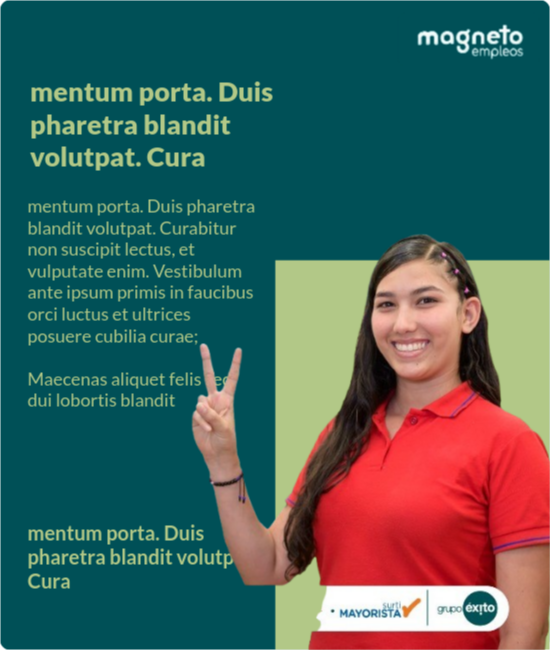 magneto
empleos
mentum porta. Duis
pharetra blandit
volutpat. Cura
mentum porta. Duis pharetra
blandit volutpat. Curabitur
non suscipit lectus, et
vulputate enim. Vestibulum
ante ipsum primis in faucibus
orci luctus et ultrices
posuere cubilia curae;
Maecenas aliquet felis
dui lobortis blandit
mentum porta. Duis
pharetra blandit volutp
Cura
surti
MAYORISTA
grupo éxito